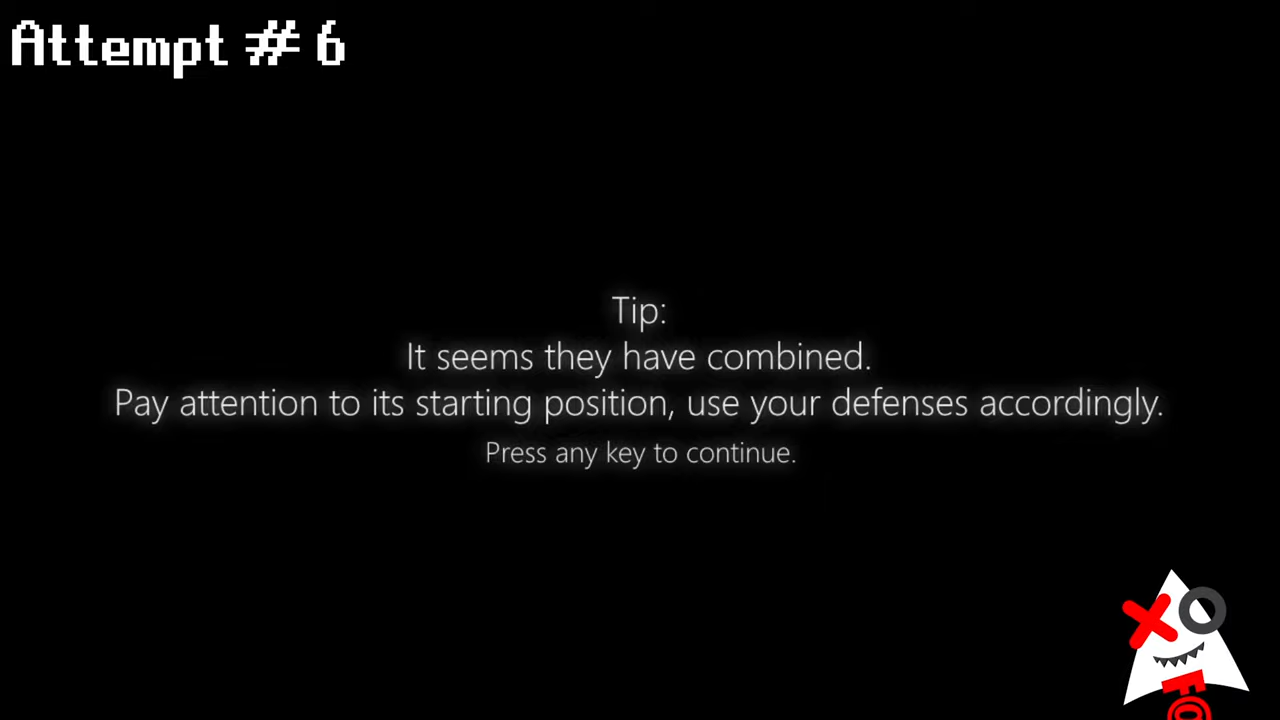 Attempt # 6
Tip:
It seems they have combined.
Pay attention to its starting position, use your defenses accordingly.
Press any key to continue.